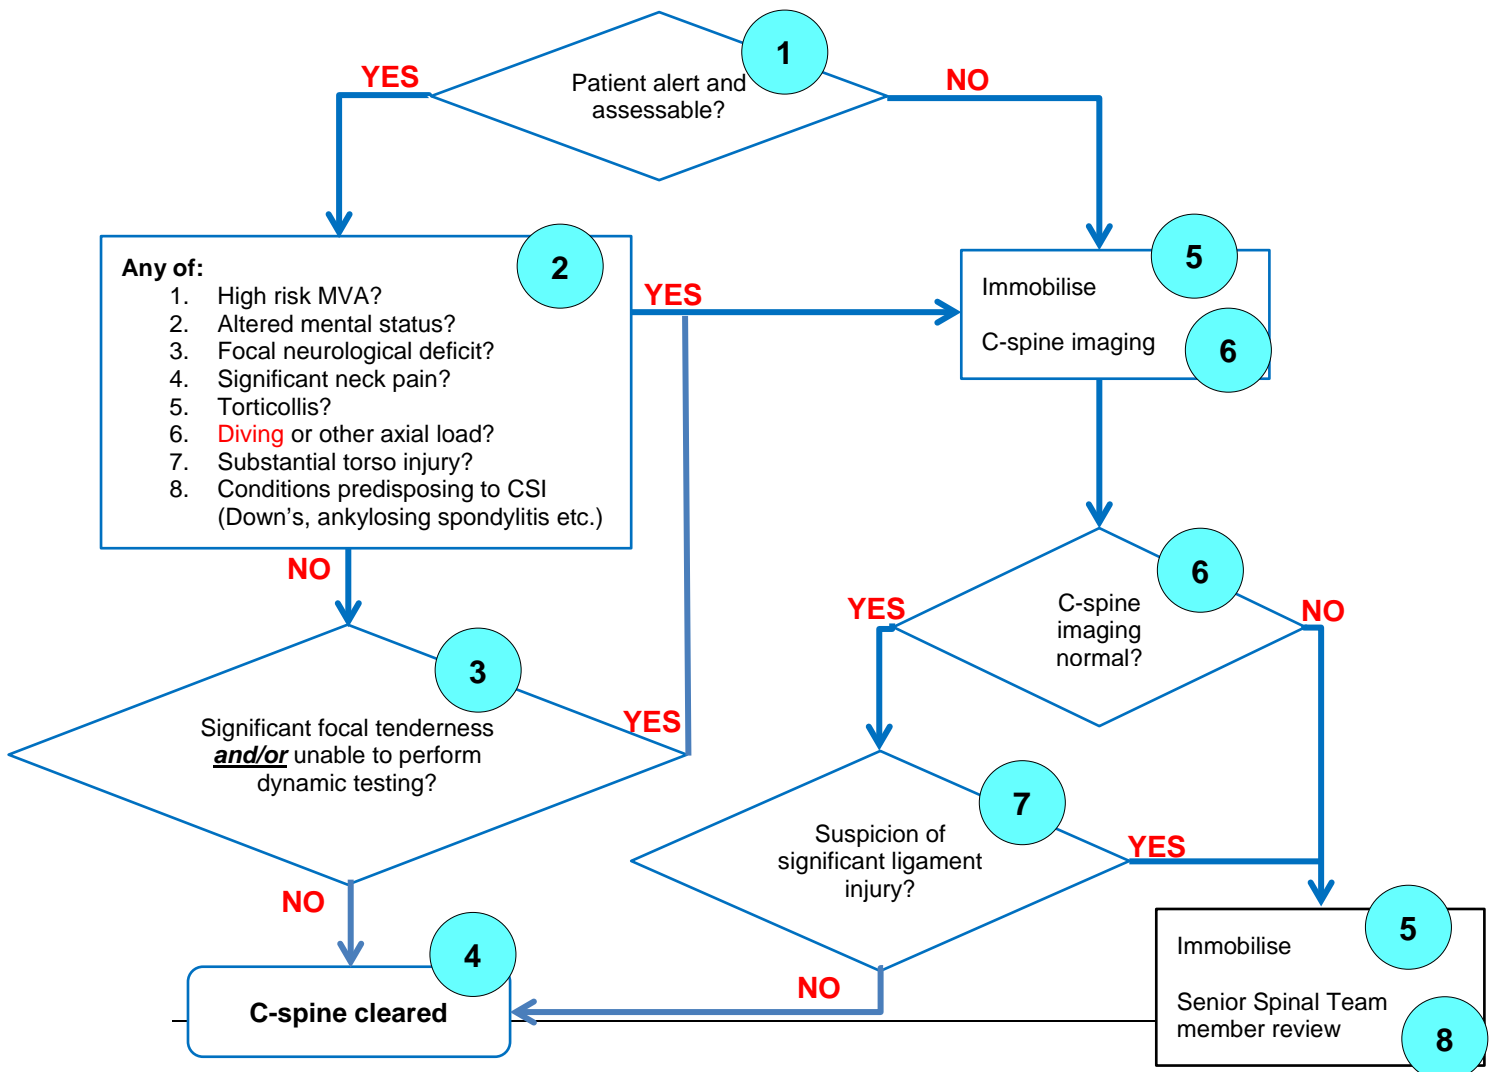 1
Patient alert and
assessable?
YES
NO
2
Any of:
1. High risk MVA?
2. Altered mental status?
3. Focal neurological deficit?
4. Significant neck pain?
5. Torticollis?
6. Diving or other axial load?
7. Substantial torso injury?
8. Conditions predisposing to CSI
(Down's, ankylosing spondylitis etc.)
YES
NO
5
Immobilise
C-spine imaging
6
3
Significant focal tenderness
and/or unable to perform
dynamic testing?
YES
NO
6
C-spine
imaging
normal?
YES
NO
7
Suspicion of
significant ligament
injury?
YES
NO
4
C-spine cleared
5
Immobilise
Senior Spinal Team
member review
8